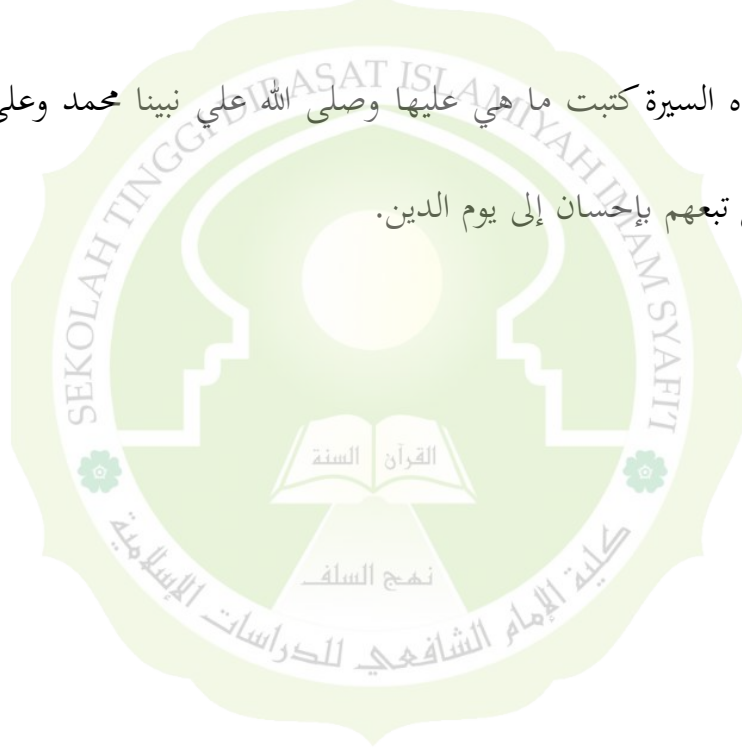 ه السيرة كتبت ما هي عليها وصلى الله علي نبينا محمد وعلى
تبعهم بإحسان إلى يوم الدين.
SEKOLAH TINGGI DIRASAT ISLAMIYAH IMAM SYAFI'I
القرآن السنة
نهج السلف
كلية الإمام الشافعي للدراسات الإسلامية